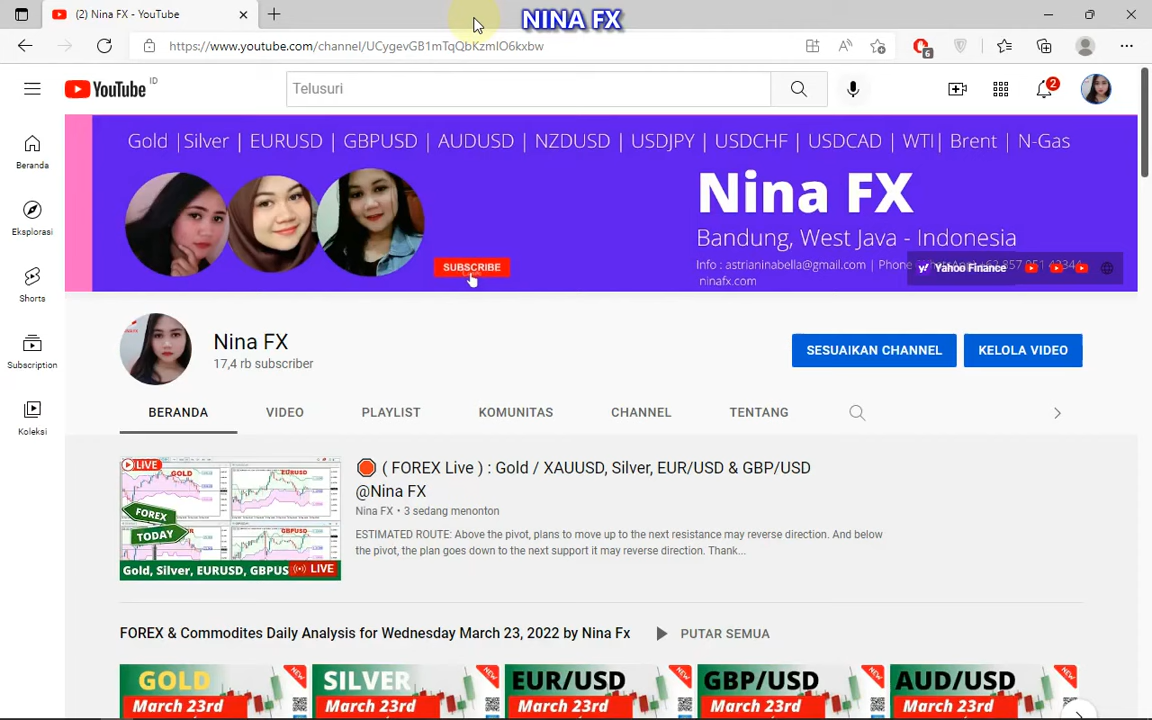 (2) Nina FX - YouTube
NINA FX
https://www.youtube.com/channel/UCygevGB1mTqQbKzmIO6kxbw
6
YouTube ID
Telusuri
2
Beranda
Eksplorasi
Shorts
Subscription
Koleksi
Gold |Silver | EURUSD | GBPUSD | AUDUSD | NZDUSD | USDJPY | USDCHF | USDCAD | WTI| Brent | N-Gas
Nina FX
Bandung, West Java - Indonesia
SUBSCRIBE
Info : astrianinabella@gmail.com | Phone
Yahoo Finance
ninafx.com
Nina FX
17,4 rb subscriber
SESUAIKAN CHANNEL
KELOLA VIDEO
BERANDA
VIDEO
PLAYLIST
KOMUNITAS
CHANNEL
TENTANG
LIVE
GOLD
EURUSD
FOREX
TODAY
GBPUSD
Gold, Silver, EURUSD, GBPUS
LIVE
( FOREX Live ) : Gold / XAUUSD, Silver, EUR/USD & GBP/USD
@Nina FX
Nina FX • 3 sedang menonton
ESTIMATED ROUTE: Above the pivot, plans to move up to the next resistance may reverse direction. And below
the pivot, the plan goes down to the next support it may reverse direction. Thank...
FOREX & Commodites Daily Analysis for Wednesday March 23, 2022 by Nina Fx
PUTAR SEMUA
GOLD
NEW
March 23rd
SILVER
NEW
March 23rd
EUR/USD
NEW
March 23rd
GBP/USD
NEW
March 23rd
AUD/USD
NEW
March 23rd